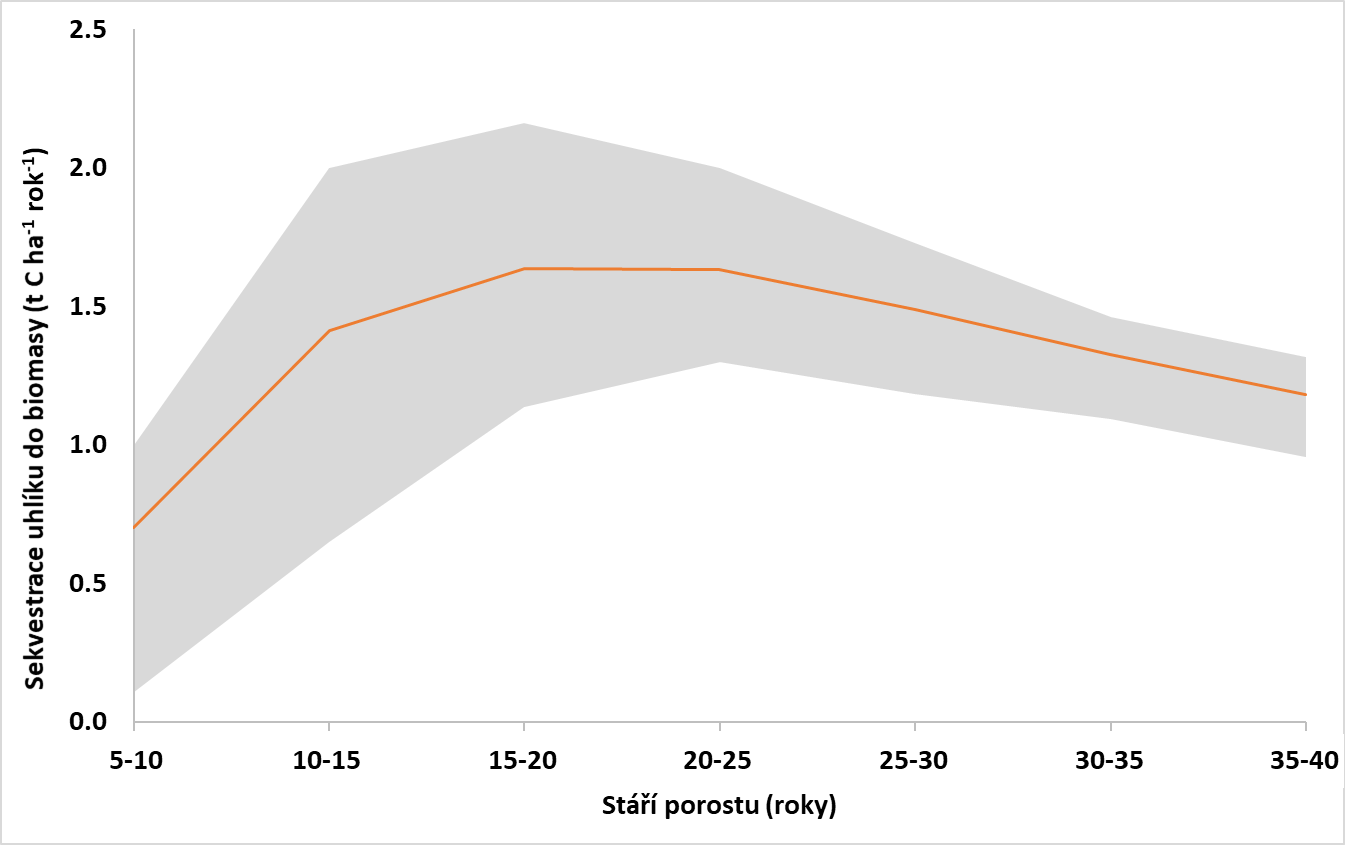 2.5
2.0
1.5
1.0
0.5
0.0
Sekvestrace uhlíku do biomasy (t C ha⁻¹ rok⁻¹)
5-10 10-15 15-20 20-25 25-30 30-35 35-40
Stáří porostu (roky)